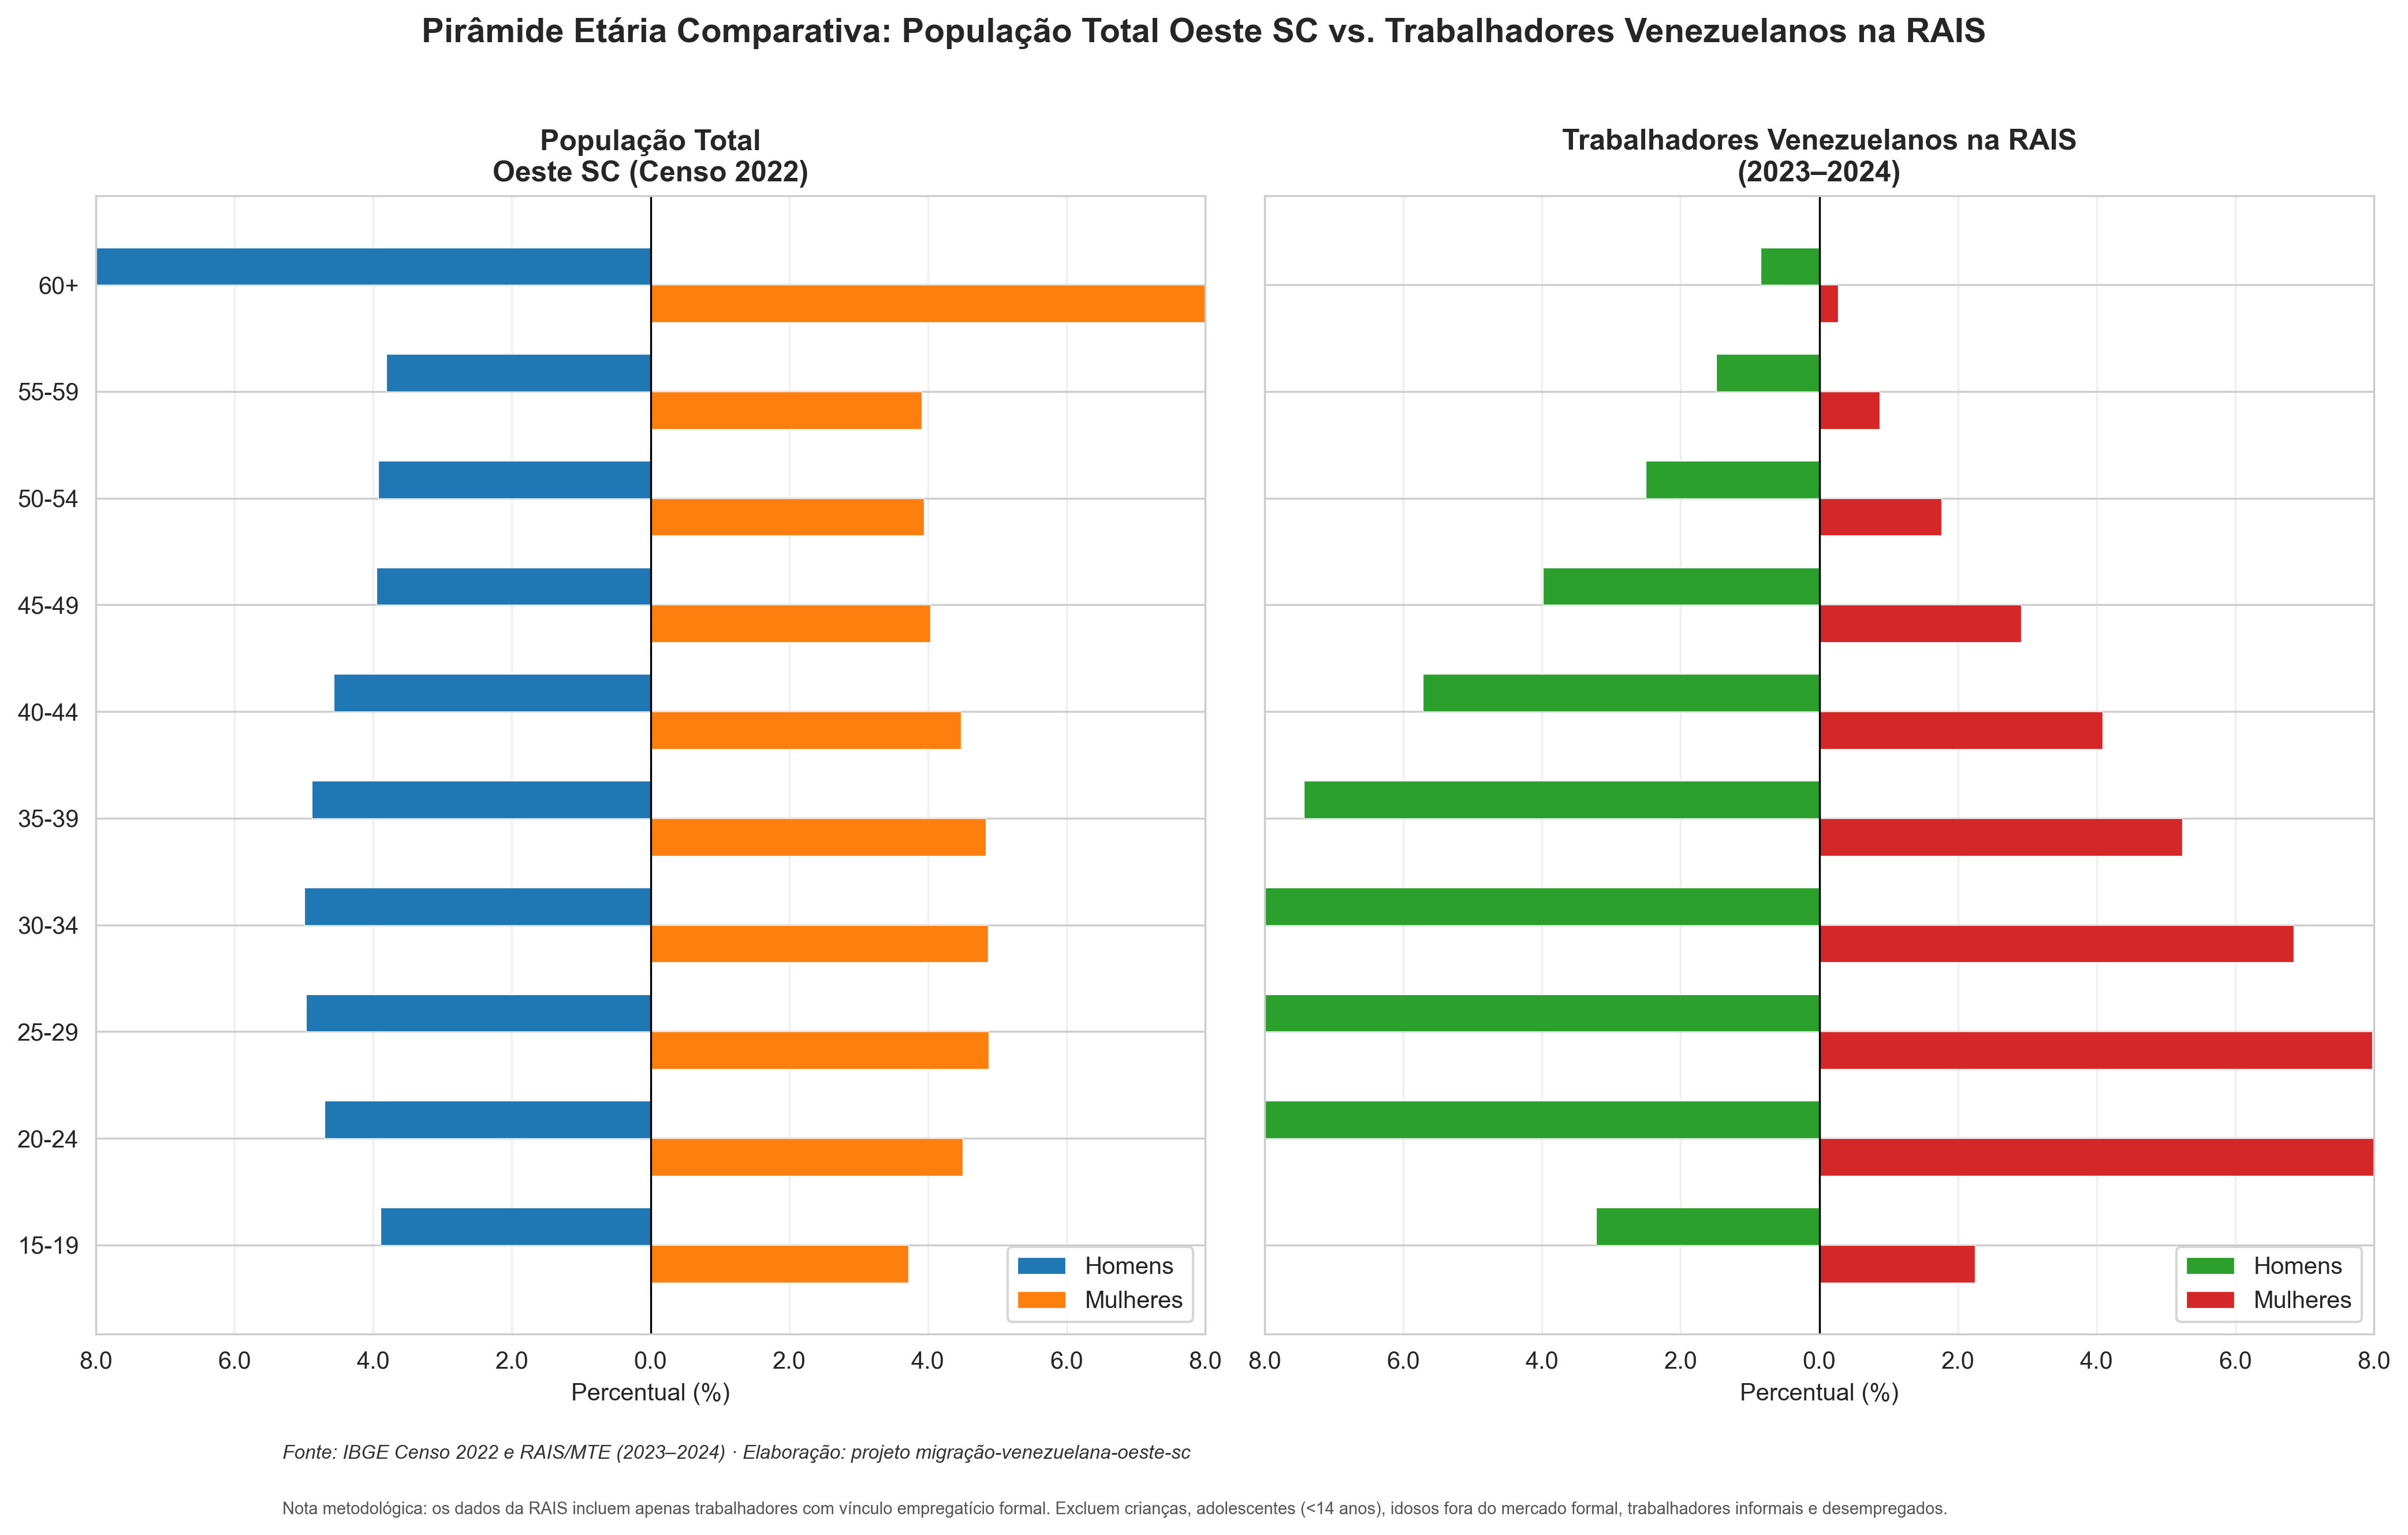 Pirâmide Etária Comparativa: População Total Oeste SC vs. Trabalhadores Venezuelanos na RAIS
População Total
Oeste SC (Censo 2022)
60+
55-59
50-54
45-49
40-44
35-39
30-34
25-29
20-24
15-19
Homens
Mulheres
8.0 6.0 4.0 2.0 0.0 2.0 4.0 6.0 8.0
Percentual (%)
Trabalhadores Venezuelanos na RAIS
(2023–2024)
Homens
Mulheres
8.0 6.0 4.0 2.0 0.0 2.0 4.0 6.0 8.0
Percentual (%)
Fonte: IBGE Censo 2022 e RAIS/MTE (2023–2024) · Elaboração: projeto migração-venezuelana-oeste-sc
Nota metodológica: os dados da RAIS incluem apenas trabalhadores com vínculo empregatício formal. Excluem crianças, adolescentes (<14 anos), idosos fora do mercado formal, trabalhadores informais e desempregados.